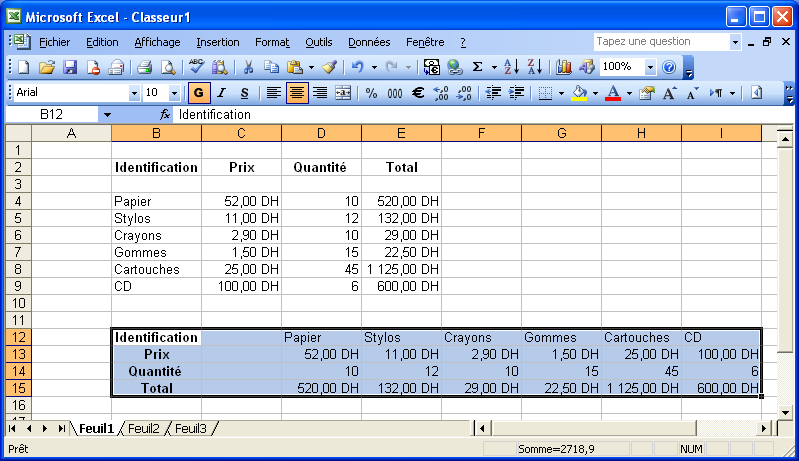 Microsoft Excel - Classeur1
Fichier Edition Affichage Insertion Format Outils Données Fenêtre ? Tapez une question
100%
Arial 10 G I S % 000 €
B12 fx Identification
A B C D E F G H I
1
2 Identification Prix Quantité Total
3
4 Papier 52,00 DH 10 520,00 DH
5 Stylos 11,00 DH 12 132,00 DH
6 Crayons 2,90 DH 10 29,00 DH
7 Gommes 1,50 DH 15 22,50 DH
8 Cartouches 25,00 DH 45 1 125,00 DH
9 CD 100,00 DH 6 600,00 DH
10
11
12 Identification Papier Stylos Crayons Gommes Cartouches CD
13 Prix 52,00 DH 11,00 DH 2,90 DH 1,50 DH 25,00 DH 100,00 DH
14 Quantité 10 12 10 15 45 6
15 Total 520,00 DH 132,00 DH 29,00 DH 22,50 DH 1 125,00 DH 600,00 DH
16
Feuil1 Feuil2 Feuil3
Prêt Somme=2718,9 NUM